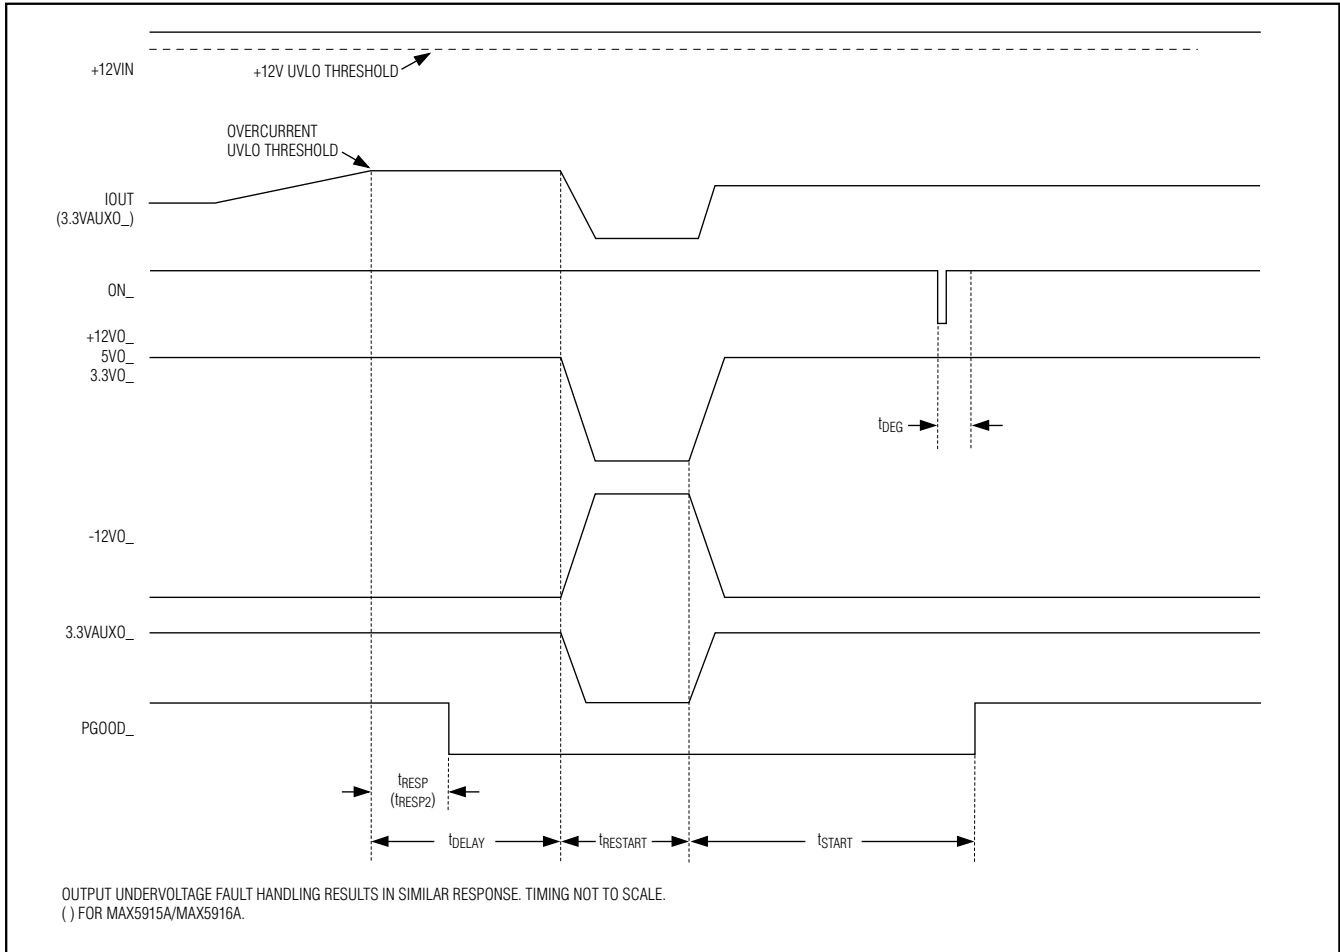 +12VIN
+12V UVLO THRESHOLD
OVERCURRENT
UVLO THRESHOLD
IOUT
(3.3VAUXO_)
ON_
+12VO_
5VO_
3.3VO_
tDEG
-12VO_
3.3VAUXO_
PGOOD_
tRESP
(tRESP2)
tDELAY
tRESTART
tSTART
OUTPUT UNDERVOLTAGE FAULT HANDLING RESULTS IN SIMILAR RESPONSE. TIMING NOT TO SCALE.
( ) FOR MAX5915A/MAX5916A.